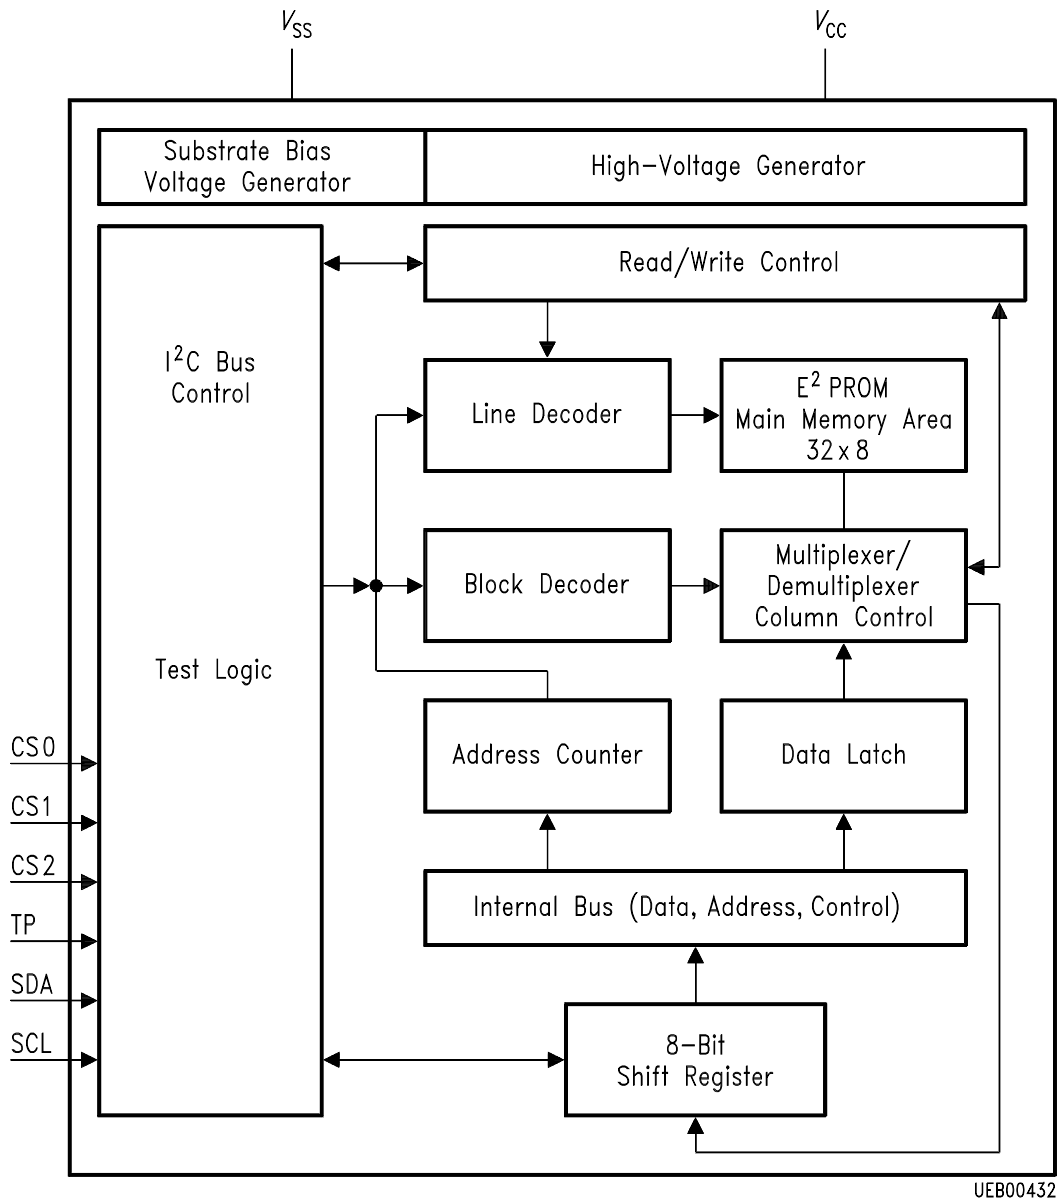 VSS
VCC
Substrate Bias
Voltage Generator
High-Voltage Generator
Read/Write Control
I²C Bus
Control
Line Decoder
E² PROM
Main Memory Area
32 x 8
Block Decoder
Multiplexer/
Demultiplexer
Column Control
Test Logic
Address Counter
Data Latch
CS0
CS1
CS2
TP
SDA
SCL
Internal Bus (Data, Address, Control)
8-Bit
Shift Register
UEB00432